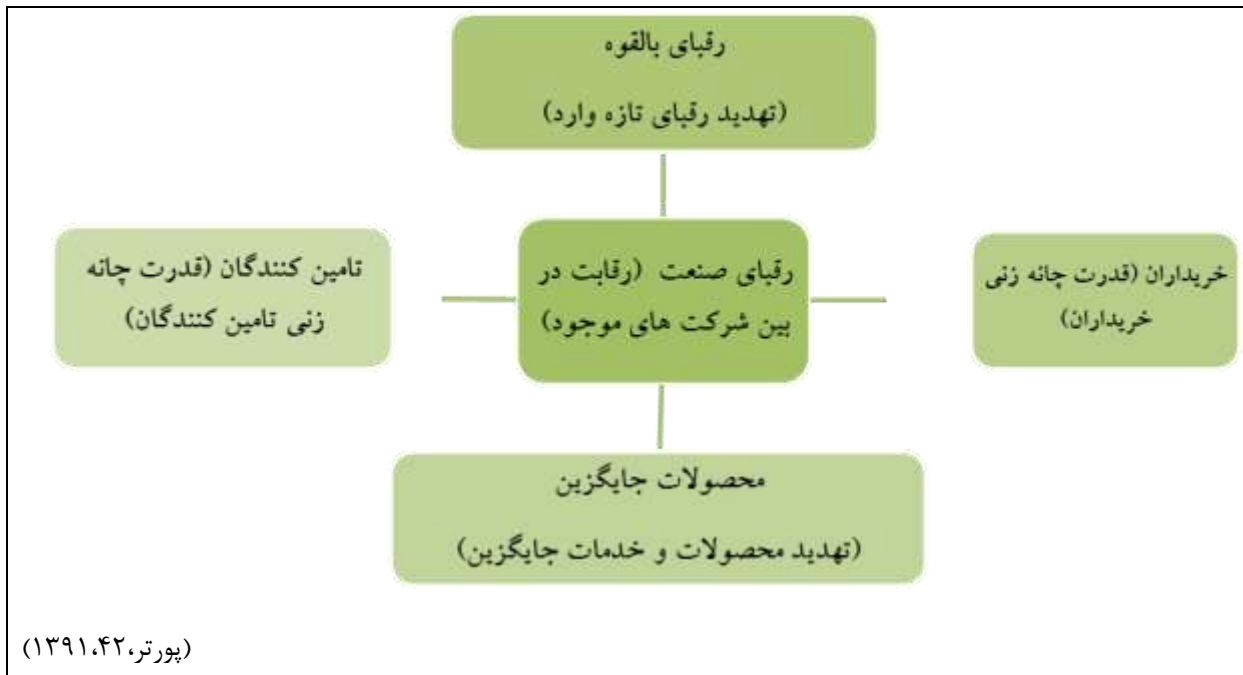 رقبای بالقوه
(تهدید رقبای تازه وارد)
خریداران (قدرت چانه زنی
خریداران)
رقبای صنعت (رقابت در
بین شرکت های موجود)
تامین کنندگان (قدرت چانه
زنی تامین کنندگان)
محصولات جایگزین
(تهدید محصولات و خدمات جایگزین)
(پورتر،۱۳۹۱،۴۲)